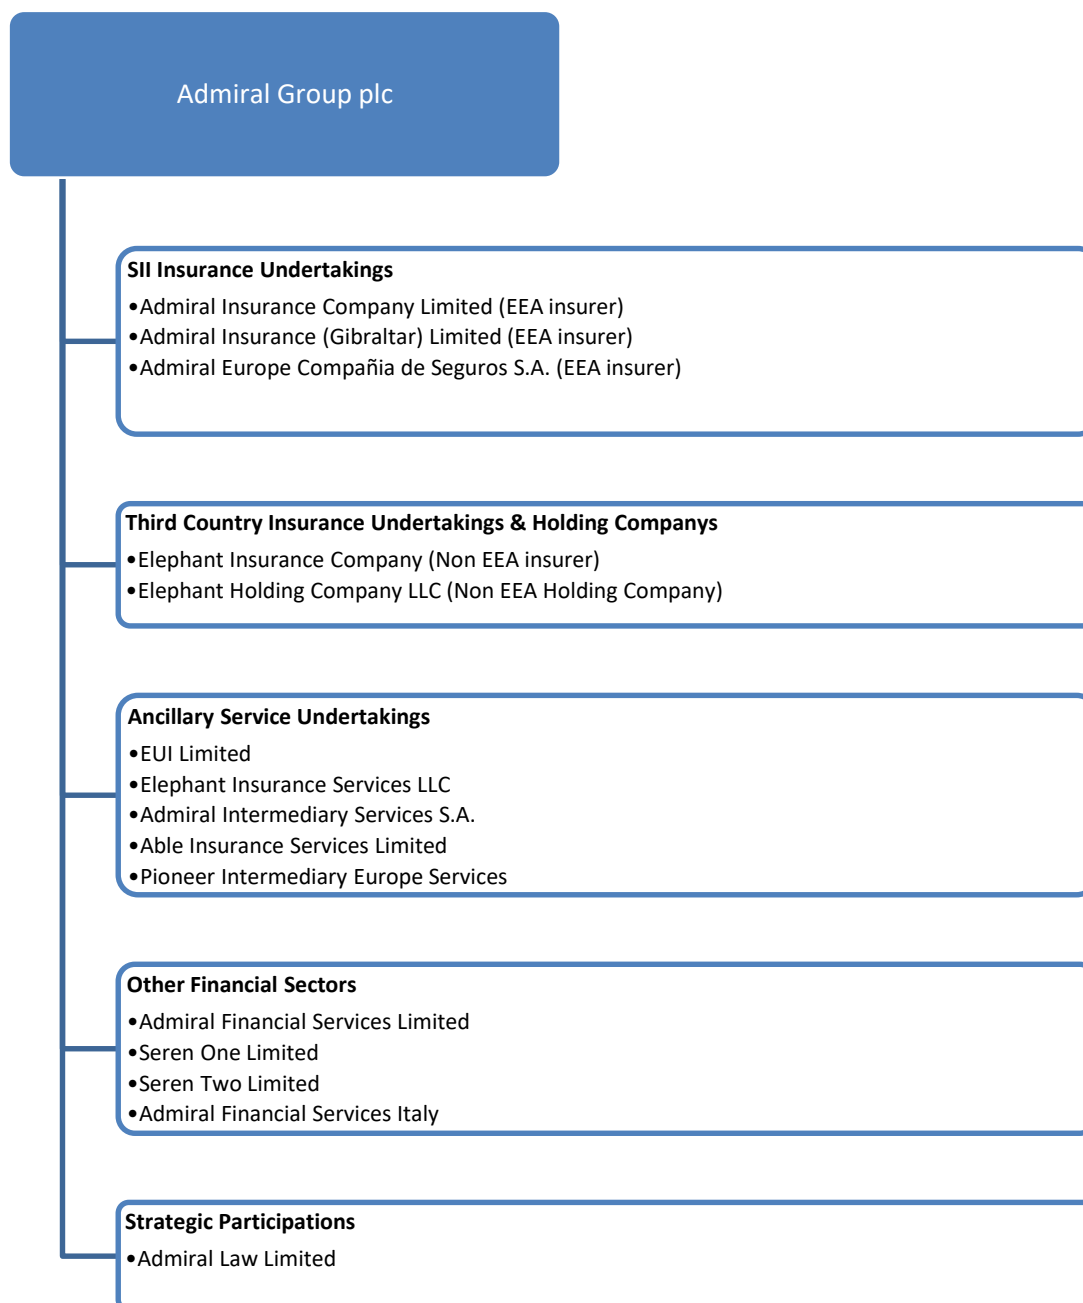 Admiral Group plc
SII Insurance Undertakings
•Admiral Insurance Company Limited (EEA insurer)
•Admiral Insurance (Gibraltar) Limited (EEA insurer)
•Admiral Europe Compañia de Seguros S.A. (EEA insurer)
Third Country Insurance Undertakings & Holding Companys
•Elephant Insurance Company (Non EEA insurer)
•Elephant Holding Company LLC (Non EEA Holding Company)
Ancillary Service Undertakings
•EUI Limited
•Elephant Insurance Services LLC
•Admiral Intermediary Services S.A.
•Able Insurance Services Limited
•Pioneer Intermediary Europe Services
Other Financial Sectors
•Admiral Financial Services Limited
•Seren One Limited
•Seren Two Limited
•Admiral Financial Services Italy
Strategic Participations
•Admiral Law Limited